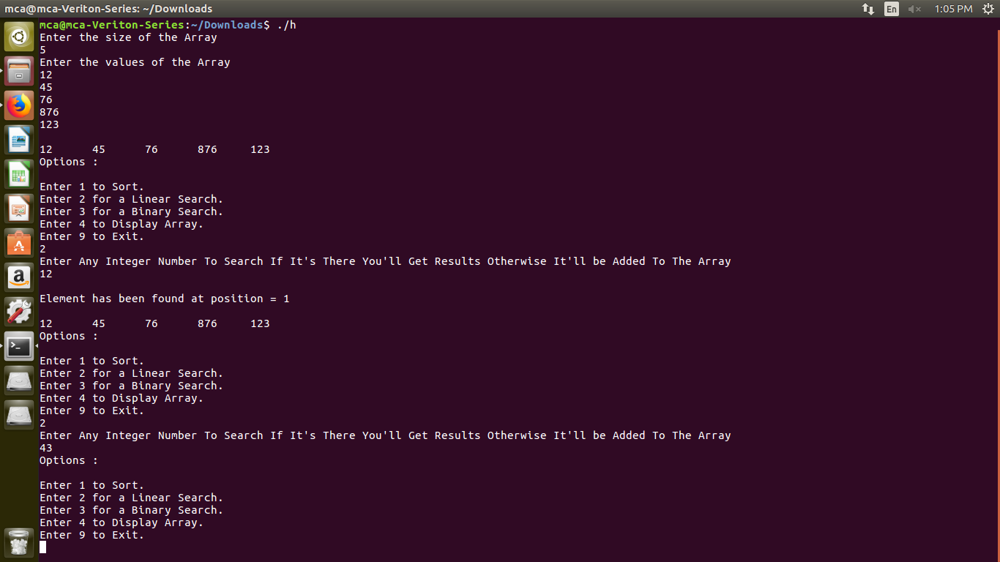 mca@mca-Veriton-Series: ~/Downloads
En
1:05 PM
mca@mca-Veriton-Series:~/Downloads$ ./h
Enter the size of the Array
5
Enter the values of the Array
12
45
76
876
123
12 45 76 876 123
Options :
Enter 1 to Sort.
Enter 2 for a Linear Search.
Enter 3 for a Binary Search.
Enter 4 to Display Array.
Enter 9 to Exit.
2
Enter Any Integer Number To Search If It's There You'll Get Results Otherwise It'll be Added To The Array
12
Element has been found at position = 1
12 45 76 876 123
Options :
Enter 1 to Sort.
Enter 2 for a Linear Search.
Enter 3 for a Binary Search.
Enter 4 to Display Array.
Enter 9 to Exit.
2
Enter Any Integer Number To Search If It's There You'll Get Results Otherwise It'll be Added To The Array
43
Options :
Enter 1 to Sort.
Enter 2 for a Linear Search.
Enter 3 for a Binary Search.
Enter 4 to Display Array.
Enter 9 to Exit.